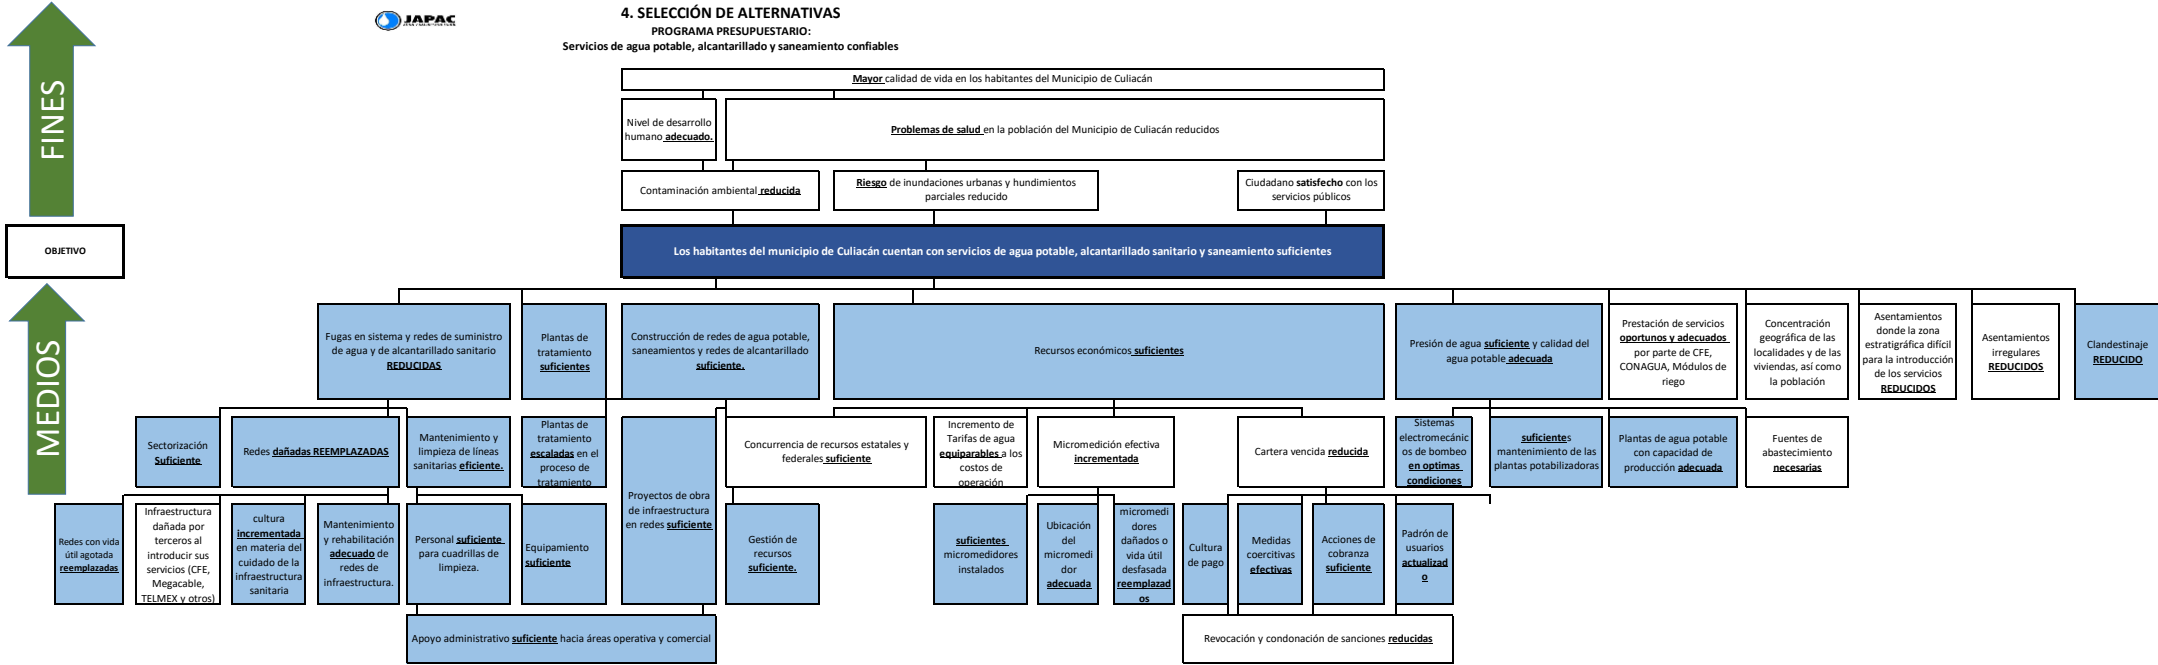 JAPAC
4. SELECCIÓN DE ALTERNATIVAS
PROGRAMA PRESUPUESTARIO:
Servicios de agua potable, alcantarillado y saneamiento confiables
FINES
Mayor calidad de vida en los habitantes del Municipio de Culiacán
Nivel de desarrollo
humano adecuado.
Problemas de salud en la población del Municipio de Culiacán reducidos
Contaminación ambiental reducida
Riesgo de inundaciones urbanas y hundimientos
parciales reducido
Ciudadano satisfecho con los
servicios públicos
OBJETIVO
Los habitantes del municipio de Culiacán cuentan con servicios de agua potable, alcantarillado sanitario y saneamiento suficientes
MEDIOS
Fugas en sistema y redes de suministro
de agua y de alcantarillado sanitario
REDUCIDAS
Plantas de
tratamiento
suficientes
Construcción de redes de agua potable,
saneamientos y redes de alcantarillado
suficiente.
Recursos económicos suficientes
Presión de agua suficiente y calidad del
agua potable adecuada
Prestación de servicios
oportunos y adecuados
por parte de CFE,
CONAGUA, Módulos de
riego
Concentración
geográfica de las
localidades y de las
viviendas, así como
la población
Asentamientos
donde la zona
estratigráfica difícil
para la introducción
de los servicios
REDUCIDOS
Asentamientos
irregulares
REDUCIDOS
Clandestinaje
REDUCIDO
Sectorización
Suficiente
Redes dañadas REEMPLAZADAS
Mantenimiento y
limpieza de líneas
sanitarias eficiente.
Plantas de
tratamiento
escaladas en el
proceso de
tratamiento
Proyectos de obra
de infraestructura
en redes suficiente
Concurrencia de recursos estatales y
federales suficiente
Incremento de
Tarifas de agua
equiparables a los
costos de
operación
Micromedición efectiva
incrementada
Cartera vencida reducida
Sistemas
electromecánic
os de bombeo
en optimas
condiciones
suficientes
mantenimiento de las
plantas potabilizadoras
Plantas de agua potable
con capacidad de
producción adecuada
Fuentes de
abastecimiento
necesarias
Redes con vida
útil agotada
reemplazadas
Infraestructura
dañada por
terceros al
introducir sus
servicios (CFE,
Megacable,
TELMEX y otros)
cultura
incrementada
en materia del
cuidado de la
infraestructura
sanitaria
Mantenimiento
y rehabilitación
adecuado de
redes de
infraestructura.
Personal suficiente
para cuadrillas de
limpieza.
Equipamiento
suficiente
Gestión de
recursos
suficiente.
suficientes
micromedidores
instalados
Ubicación
del
micromedi
dor
adecuada
micromedi
dores
dañados o
vida útil
desfasada
reemplazad
os
Cultura
de pago
Medidas
coercitivas
efectivas
Acciones de
cobranza
suficiente
Padrón de
usuarios
actualizad
o
Apoyo administrativo suficiente hacia áreas operativa y comercial
Revocación y condonación de sanciones reducidas